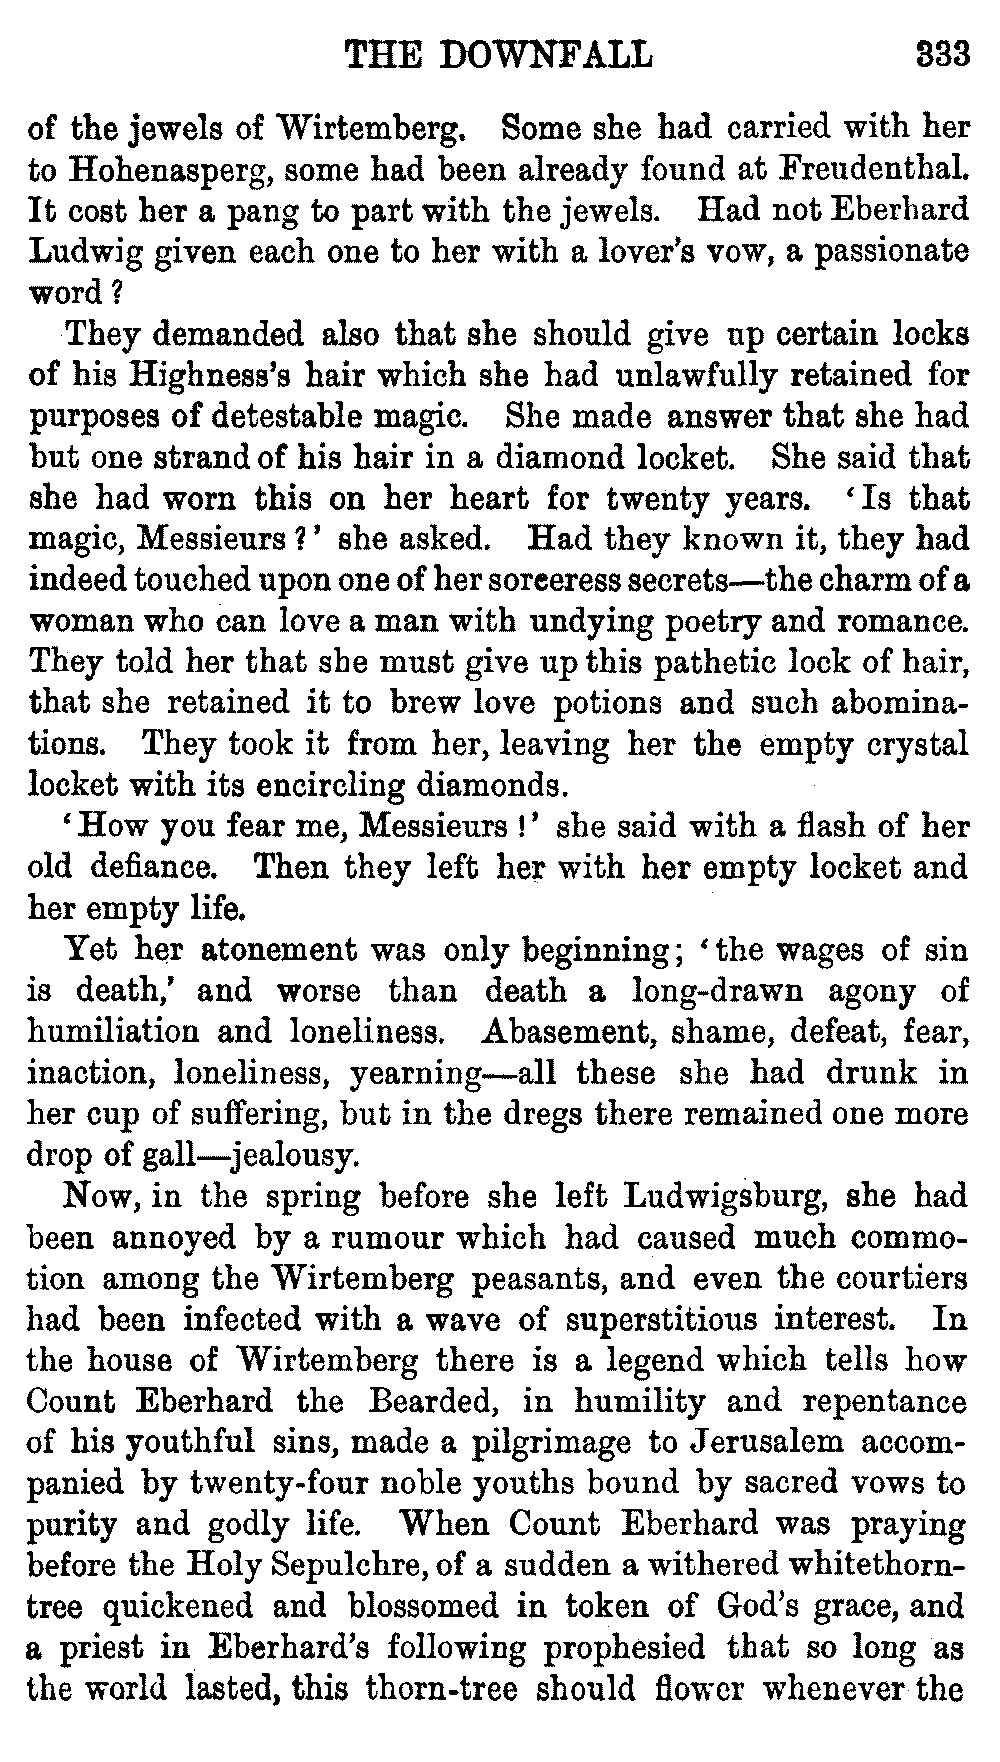 THE DOWNFALL 333
of the jewels of Wirtemberg. Some she had carried with her
to Hohenasperg, some had been already found at Freudenthal.
It cost her a pang to part with the jewels. Had not Eberhard
Ludwig given each one to her with a lover's vow, a passionate
word?
They demanded also that she should give up certain locks
of his Highness's hair which she had unlawfully retained for
purposes of detestable magic. She made answer that she had
but one strand of his hair in a diamond locket. She said that
she had worn this on her heart for twenty years. 'Is that
magic, Messieurs?' she asked. Had they known it, they had
indeed touched upon one of her sorceress secrets—the charm of a
woman who can love a man with undying poetry and romance.
They told her that she must give up this pathetic lock of hair,
that she retained it to brew love potions and such abomina-
tions. They took it from her, leaving her the empty crystal
locket with its encircling diamonds.
'How you fear me, Messieurs!' she said with a flash of her
old defiance. Then they left her with her empty locket and
her empty life.
Yet her atonement was only beginning; 'the wages of sin
is death,' and worse than death a long-drawn agony of
humiliation and loneliness. Abasement, shame, defeat, fear,
inaction, loneliness, yearning—all these she had drunk in
her cup of suffering, but in the dregs there remained one more
drop of gall—jealousy.
Now, in the spring before she left Ludwigsburg, she had
been annoyed by a rumour which had caused much commo-
tion among the Wirtemberg peasants, and even the courtiers
had been infected with a wave of superstitious interest. In
the house of Wirtemberg there is a legend which tells how
Count Eberhard the Bearded, in humility and repentance
of his youthful sins, made a pilgrimage to Jerusalem accom-
panied by twenty-four noble youths bound by sacred vows to
purity and godly life. When Count Eberhard was praying
before the Holy Sepulchre, of a sudden a withered whitethorn-
tree quickened and blossomed in token of God's grace, and
a priest in Eberhard's following prophesied that so long as
the world lasted, this thorn-tree should flower whenever the